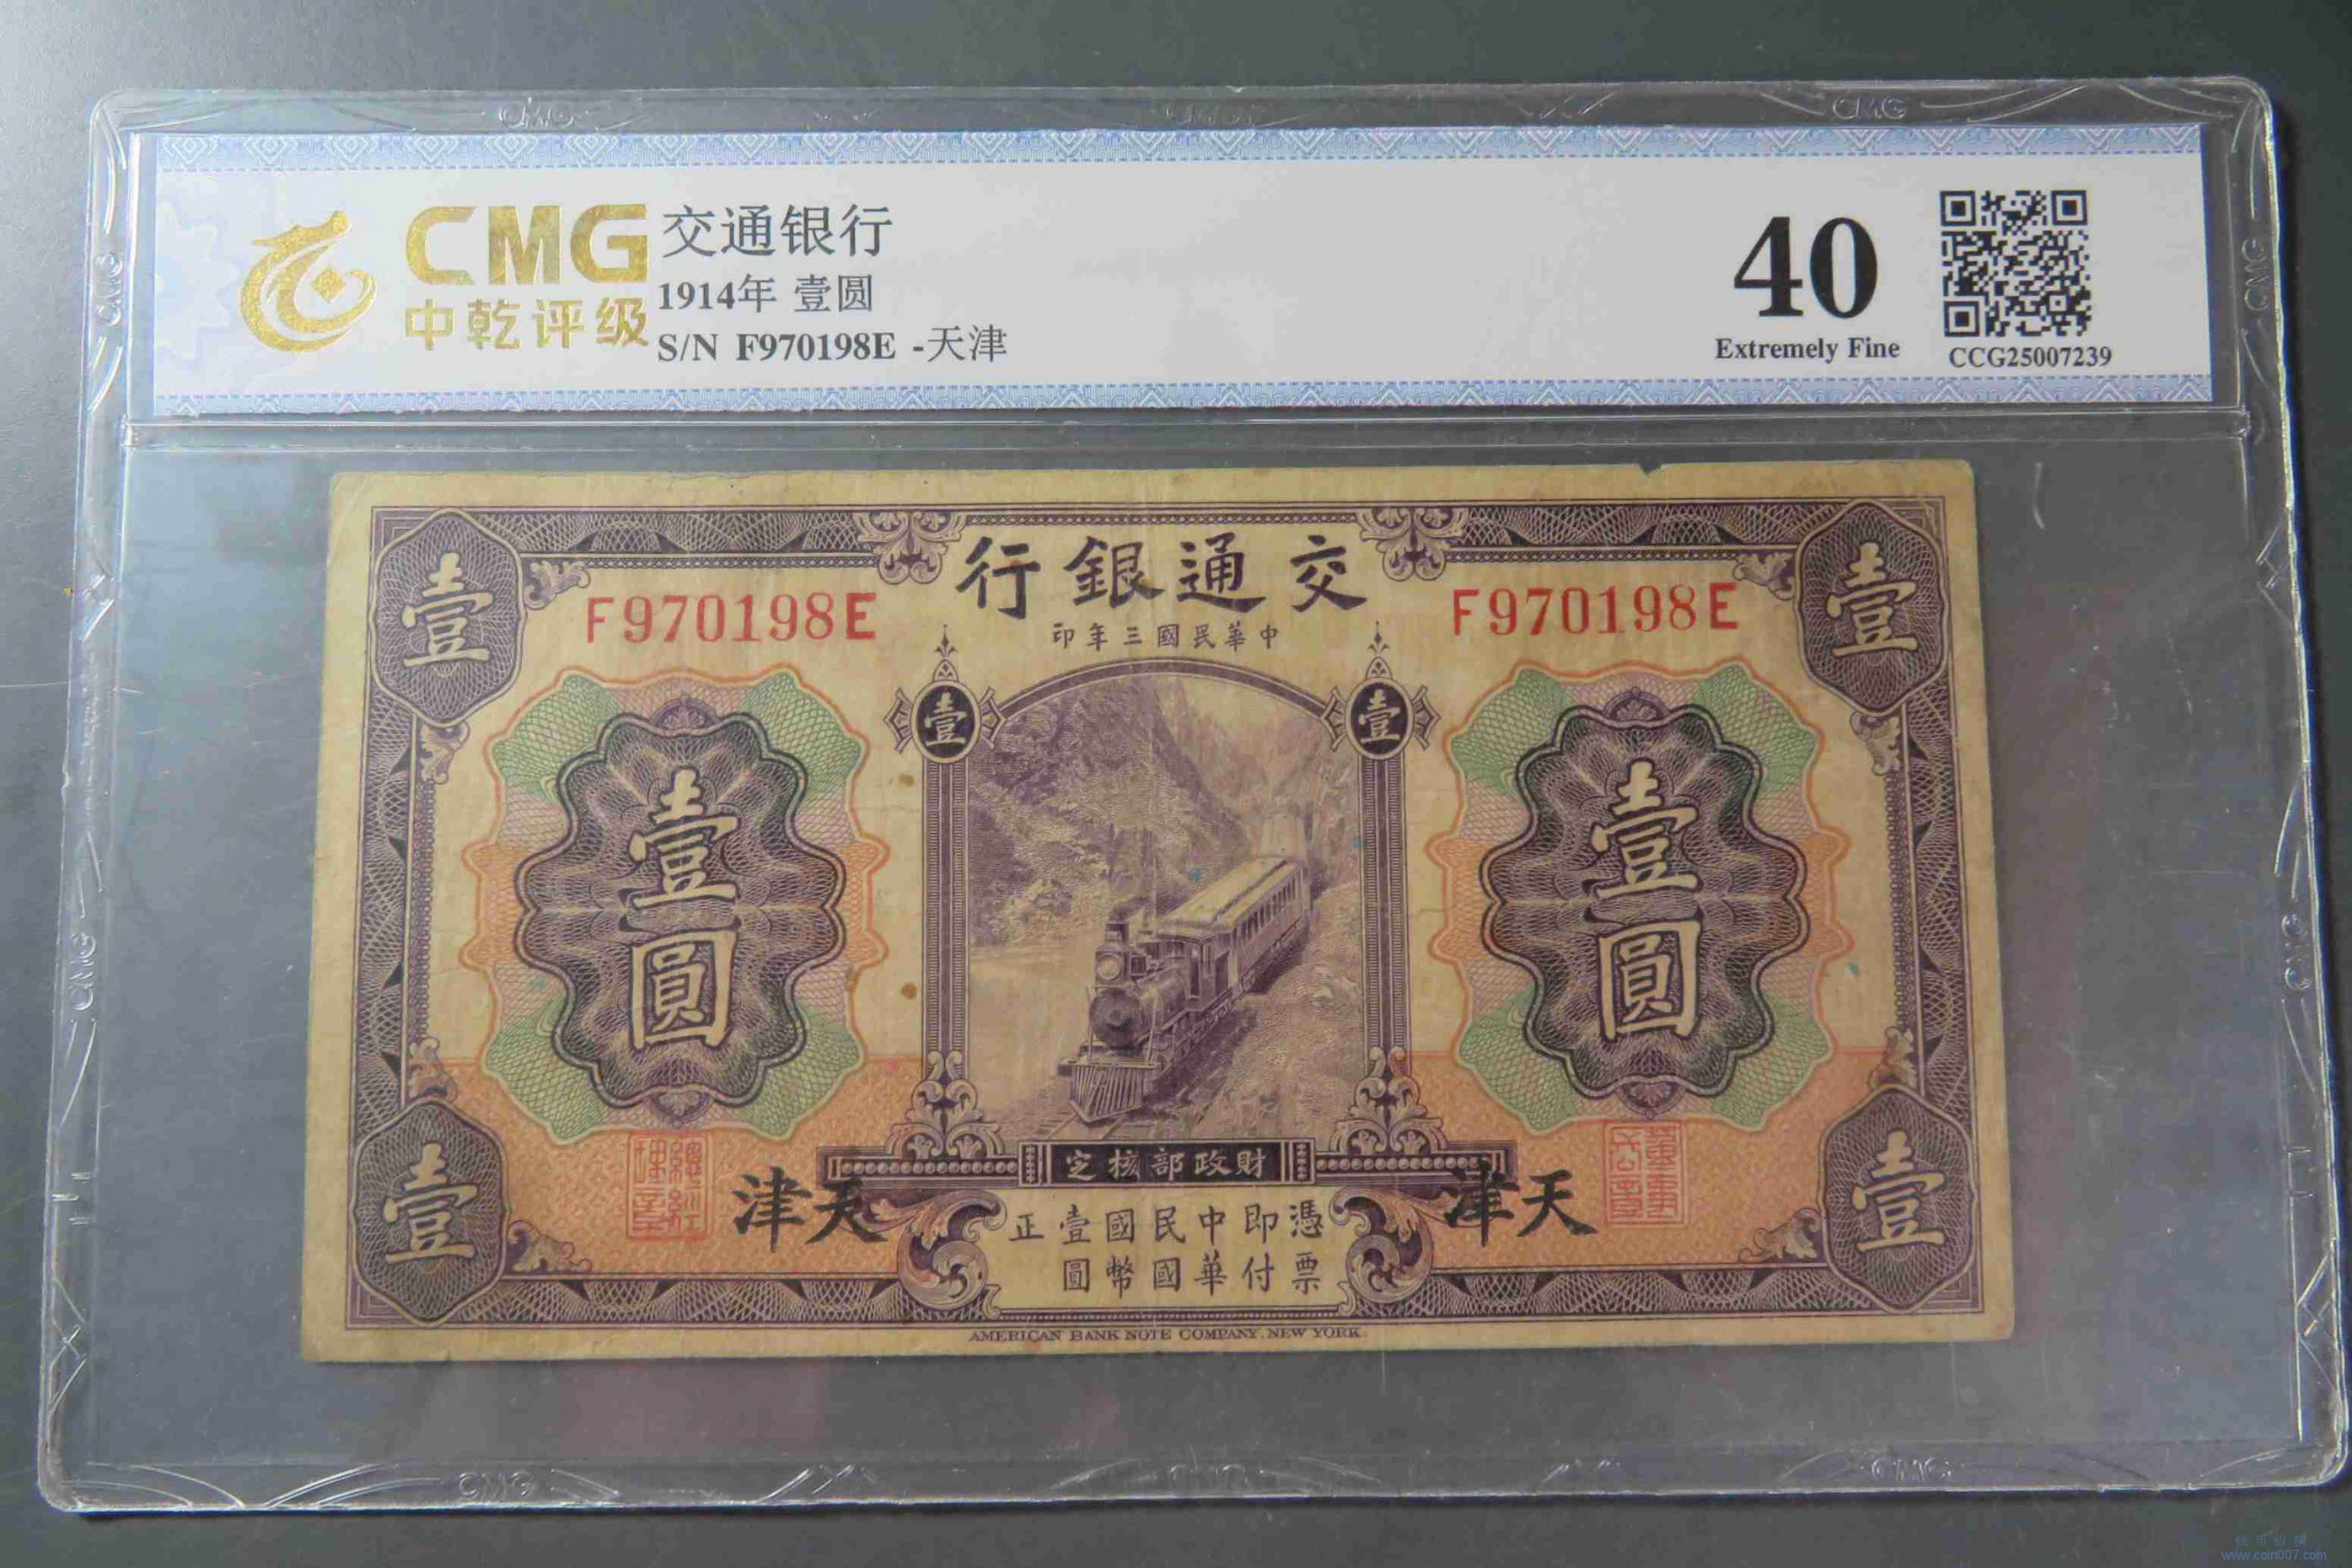 CMG
中乾评级
交通银行
1914年 壹圆
S/N F970198E -天津
40
Extremely Fine
CCG25007239
行銀通交
印年三國民華中
F970198E
F970198E
壹
壹
壹
壹
壹圓
壹圓
壹
壹
定核部政財
津天
津天
正壹國民中即憑
圓幣國華付票
AMERICAN BANK NOTE COMPANY, NEW YORK.
www.coin007.com